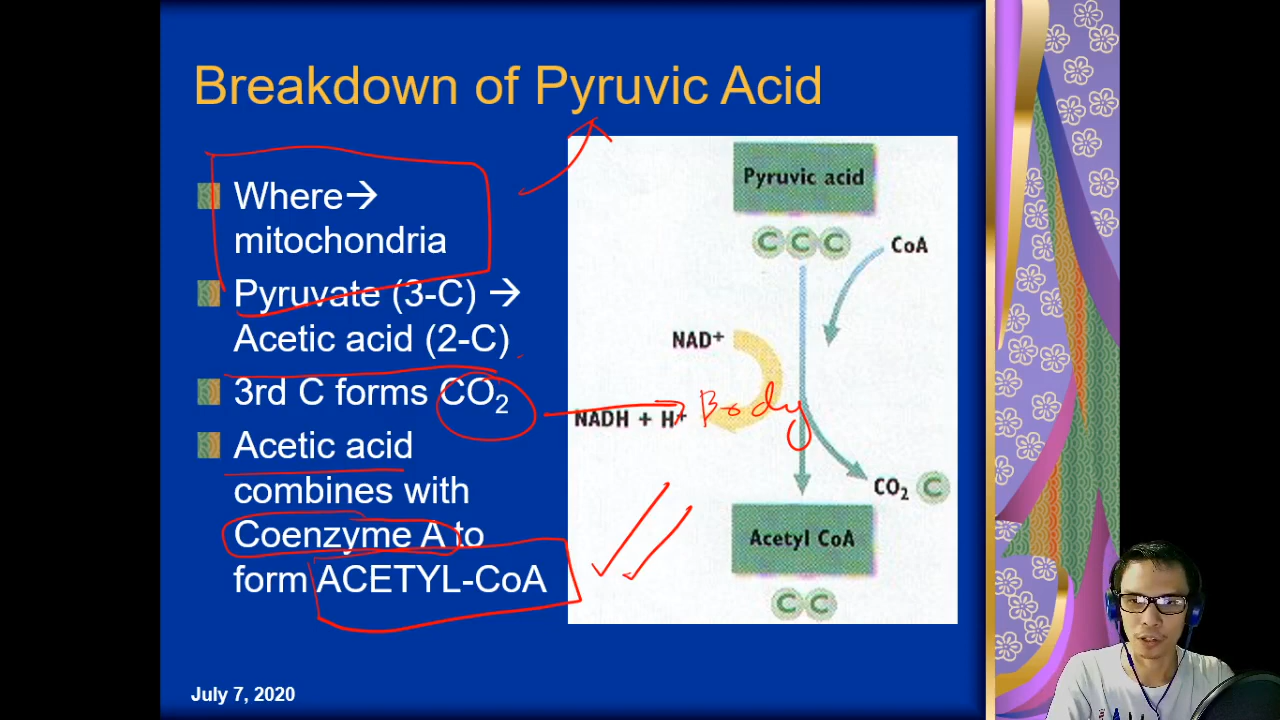 Breakdown of Pyruvic Acid
Where→
mitochondria
Pyruvate (3-C) →
Acetic acid (2-C)
3rd C forms CO₂
Acetic acid
combines with
Coenzyme A to
form ACETYL-CoA
Pyruvic acid
C C C
CoA
NAD⁺
NADH + H⁺
Body
CO₂ C
Acetyl CoA
C C
July 7, 2020